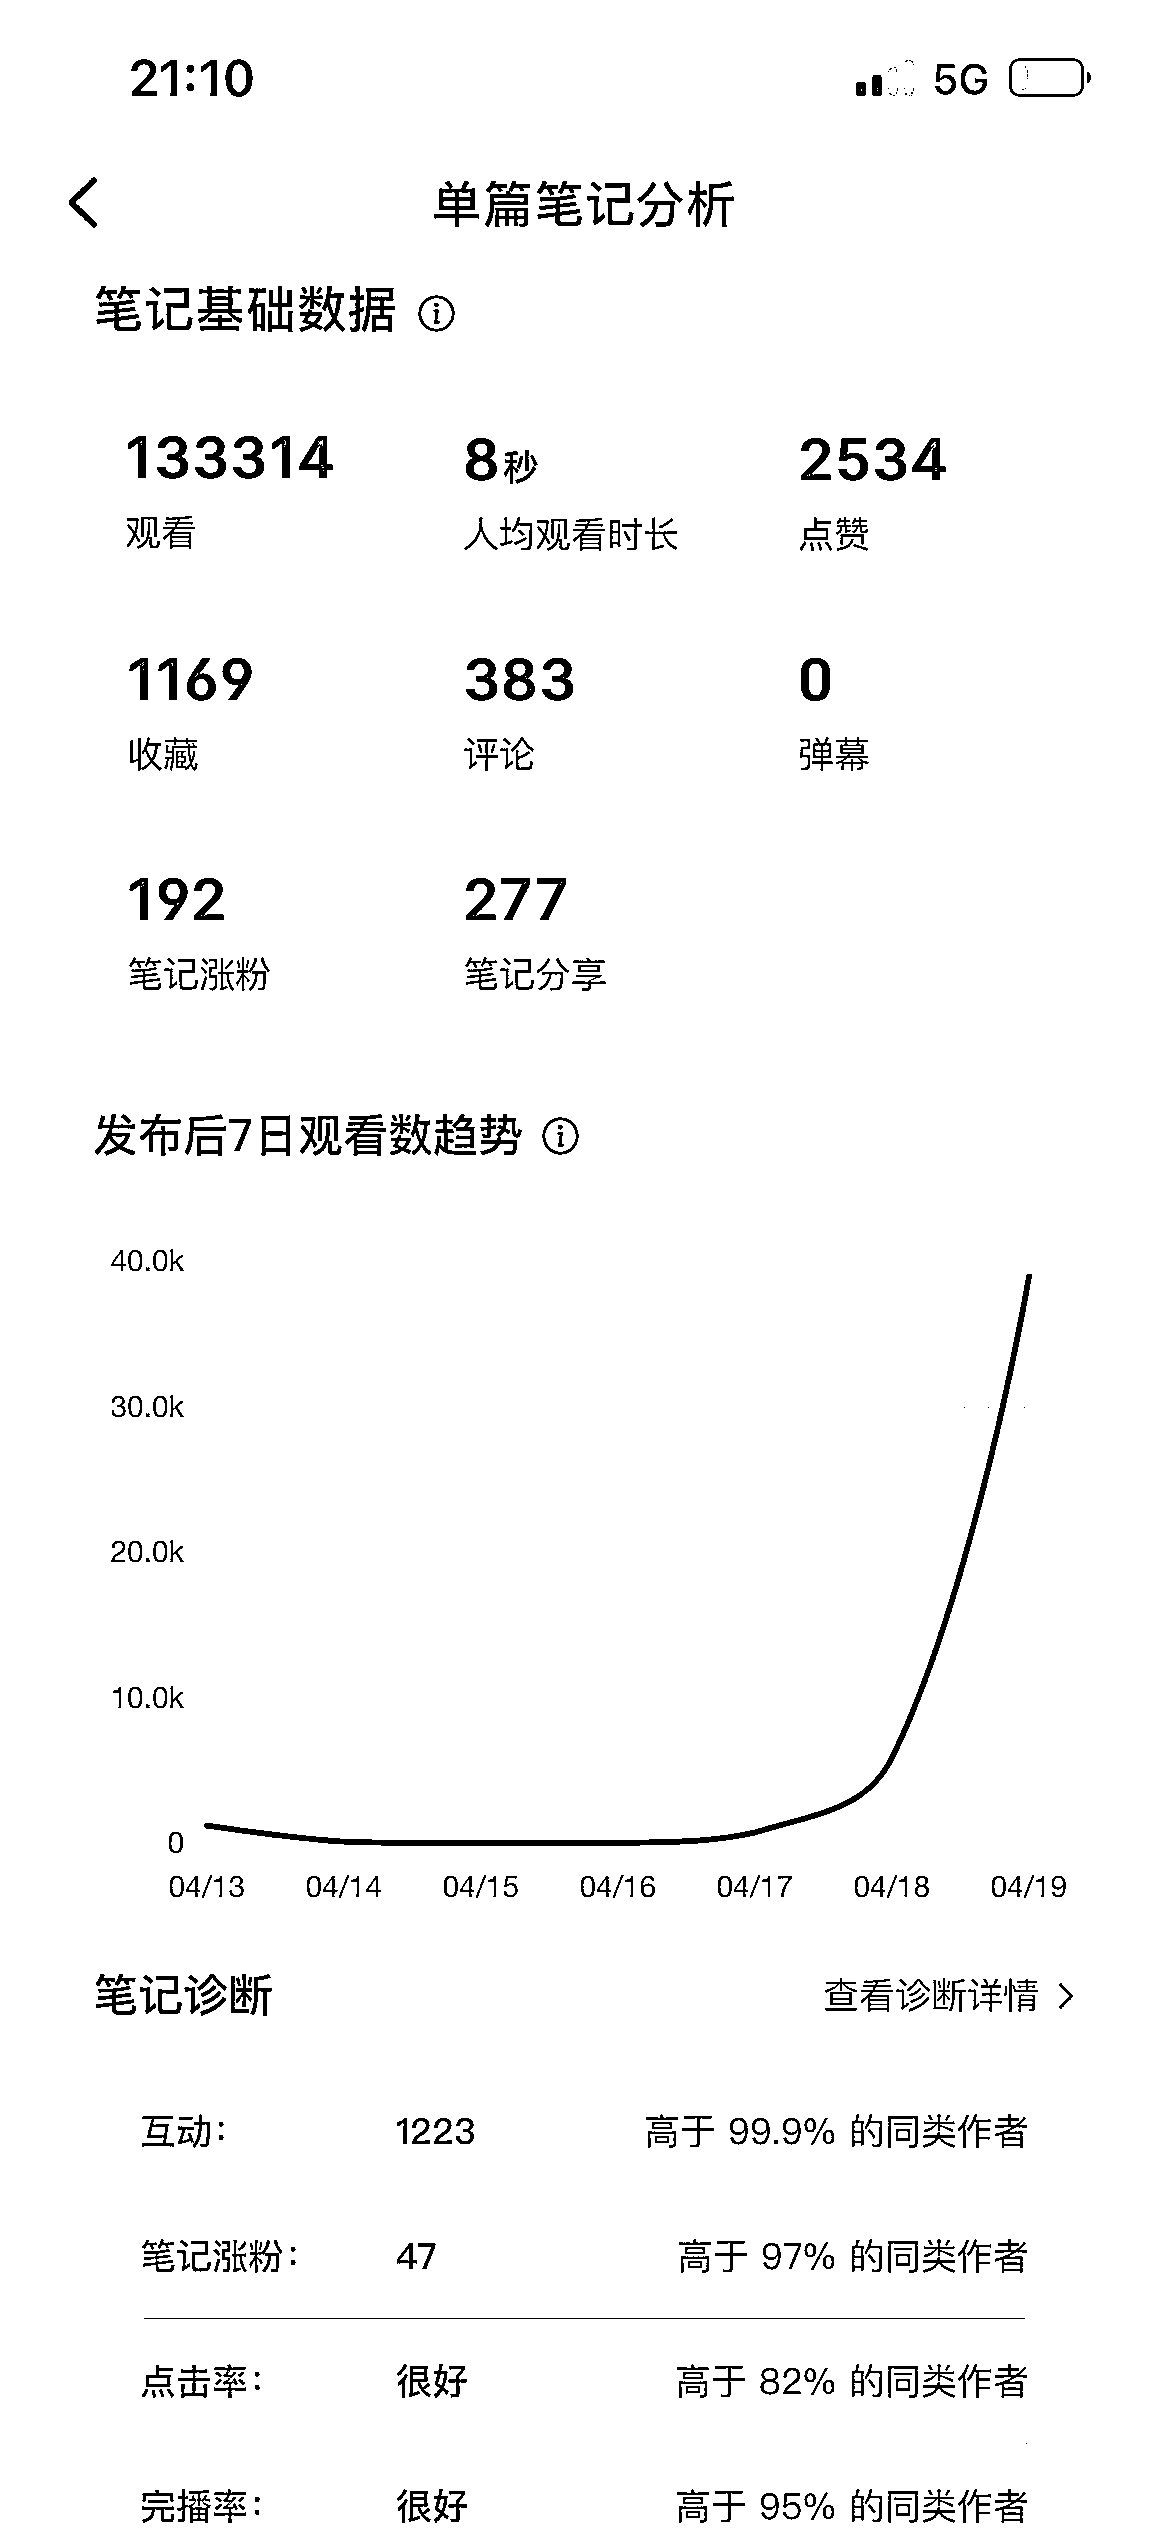 21:10 5G
单篇笔记分析
笔记基础数据
133314 8秒 2534
观看 人均观看时长 点赞
1169 383 0
收藏 评论 弹幕
192 277
笔记涨粉 笔记分享
发布后7日观看数趋势
40.0k
30.0k
20.0k
10.0k
0
04/13 04/14 04/15 04/16 04/17 04/18 04/19
笔记诊断 查看诊断详情
互动: 1223 高于 99.9% 的同类作者
笔记涨粉: 47 高于 97% 的同类作者
点击率: 很好 高于 82% 的同类作者
完播率: 很好 高于 95% 的同类作者